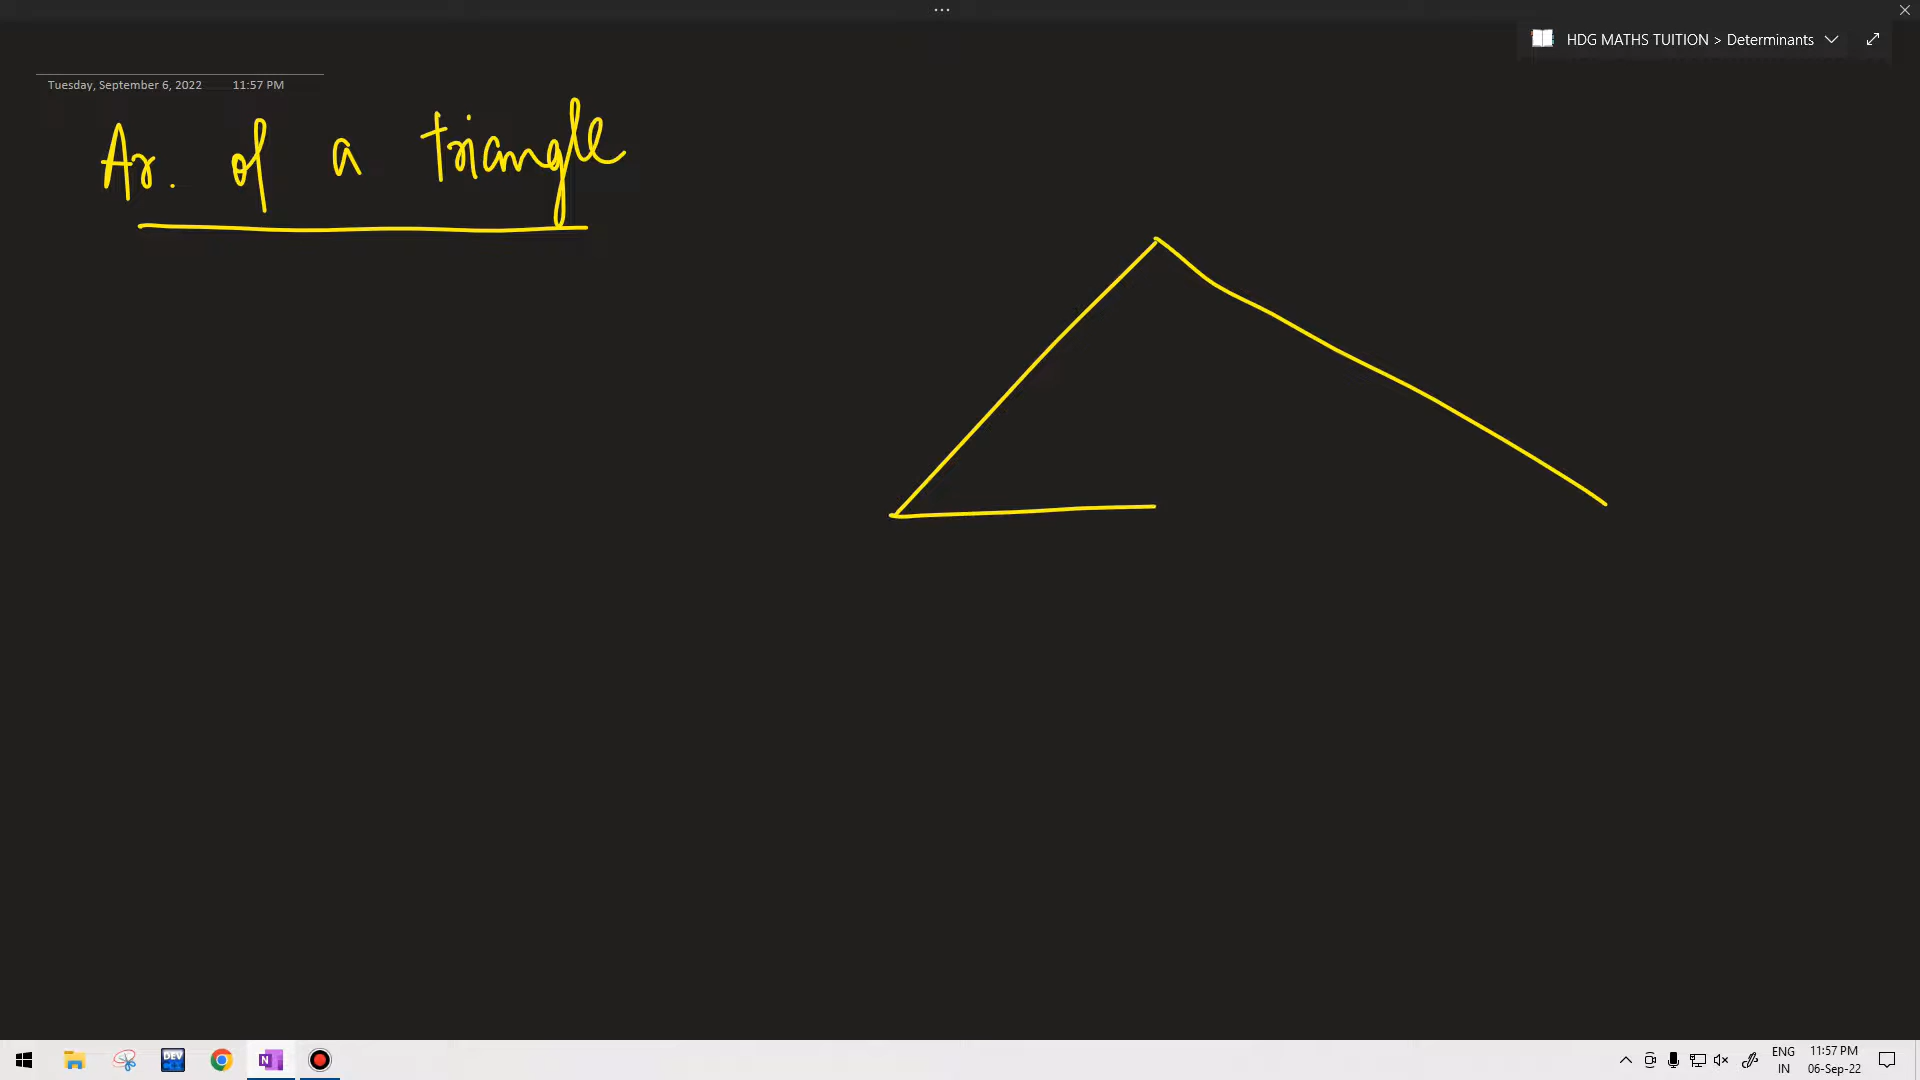 HDG MATHS TUITION > Determinants
Tuesday, September 6, 2022 11:57 PM
Ar. of a triangle
DEV
N
ENG
IN
11:57 PM
06-Sep-22